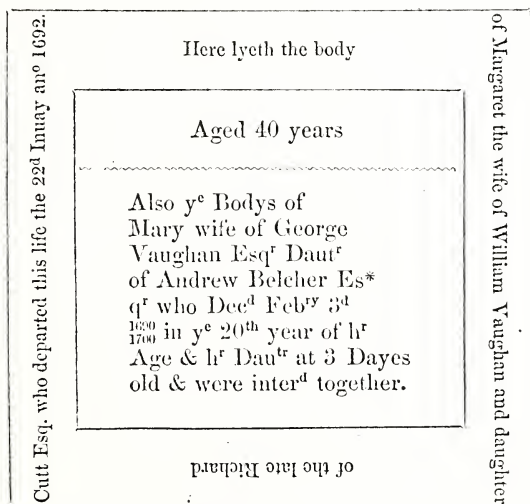 Here lyeth the body
of Margaret the wife of William Vaughan and daughter
of the late Richard
Cutt Esq. who departed this life the 22ᵈ Inuay anº 1692.
Aged 40 years
Also yᵉ Bodys of
Mary wife of George
Vaughan Esqʳ Dautʳ
of Andrew Belcher Es*
qʳ who Decᵈ Febʳʸ 3ᵈ
1690/1700 in yᵉ 20ᵗʰ year of hʳ
Age & hʳ Dauᵗʳ at 3 Dayes
old & were interᵈ together.